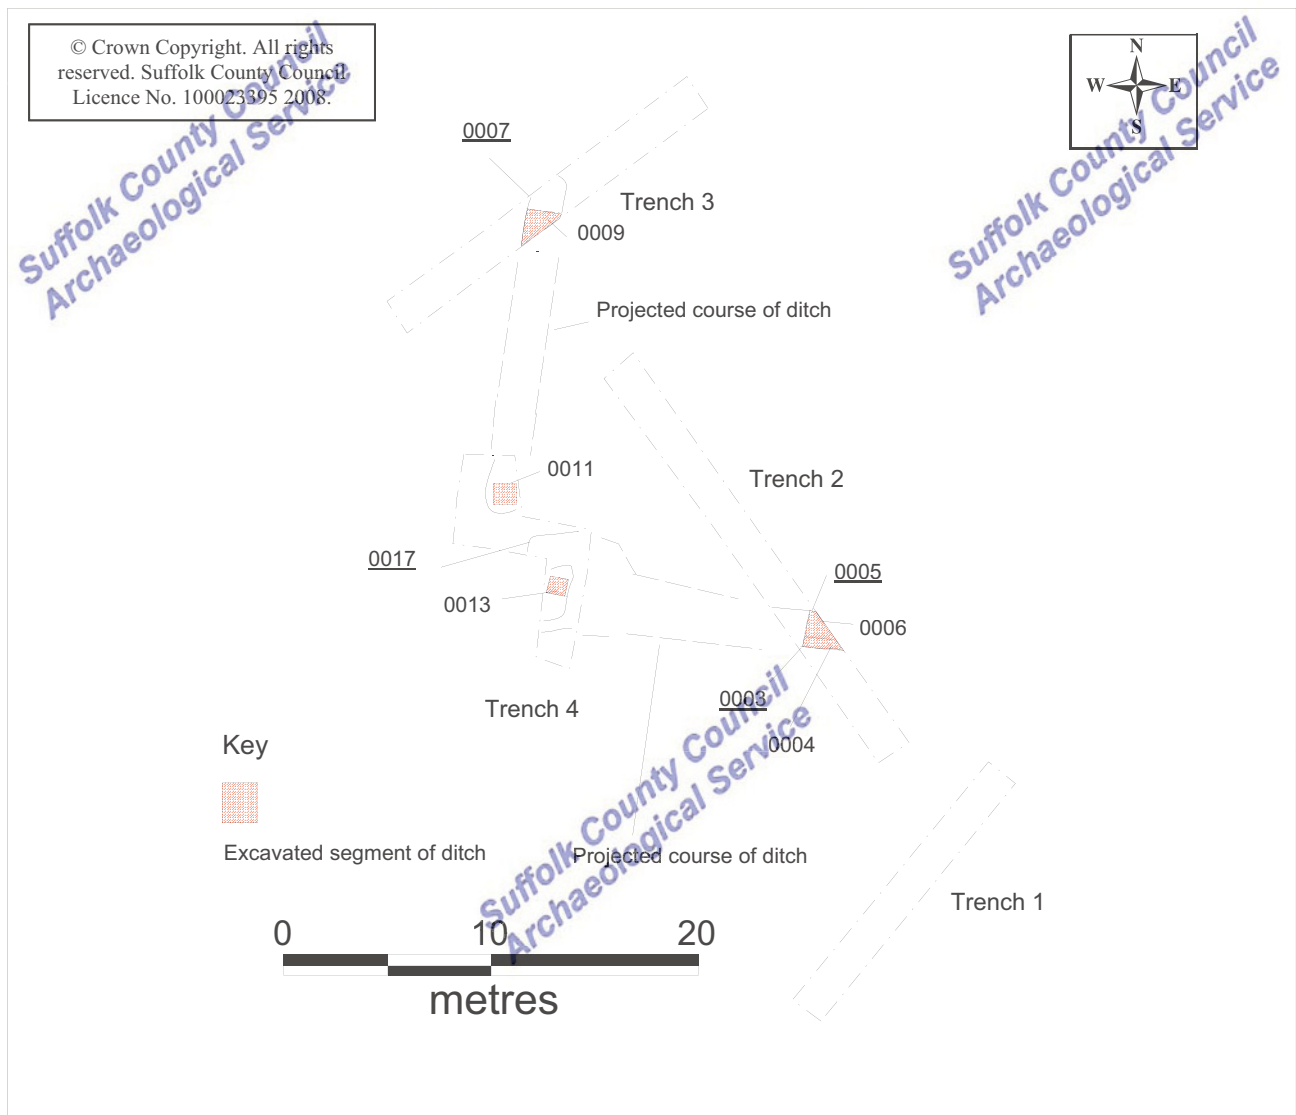 © Crown Copyright. All rights
reserved. Suffolk County Council
Licence No. 100023395 2008.
N
W E
S
Suffolk County Council
Archaeological Service
Suffolk County Council
Archaeological Service
0007
Trench 3
0009
Projected course of ditch
0011
Trench 2
0017
0005
0013
0006
0003
Trench 4
0004
Key
Suffolk County Council
Archaeological Service
Excavated segment of ditch
Projected course of ditch
Trench 1
0 10 20
metres